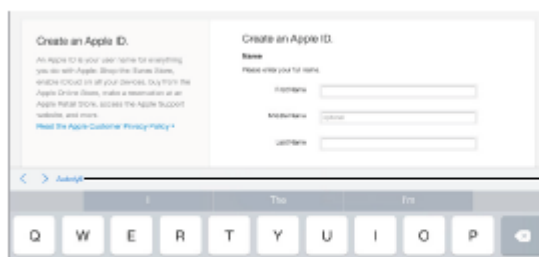 Create an Apple ID.
An Apple ID is your user name for everything
you do with Apple. Shop the iTunes Store,
enable iCloud on all your devices, buy from the
Apple Online Store, make a reservation at an
Apple Retail Store, access the Apple Support
website, and more.
Read the Apple Customer Privacy Policy
Create an Apple ID.
Name
Please enter your full name.
First Name
Middle Name optional
Last Name
AutoFill
I The I'm
Q W E R T Y U I O P